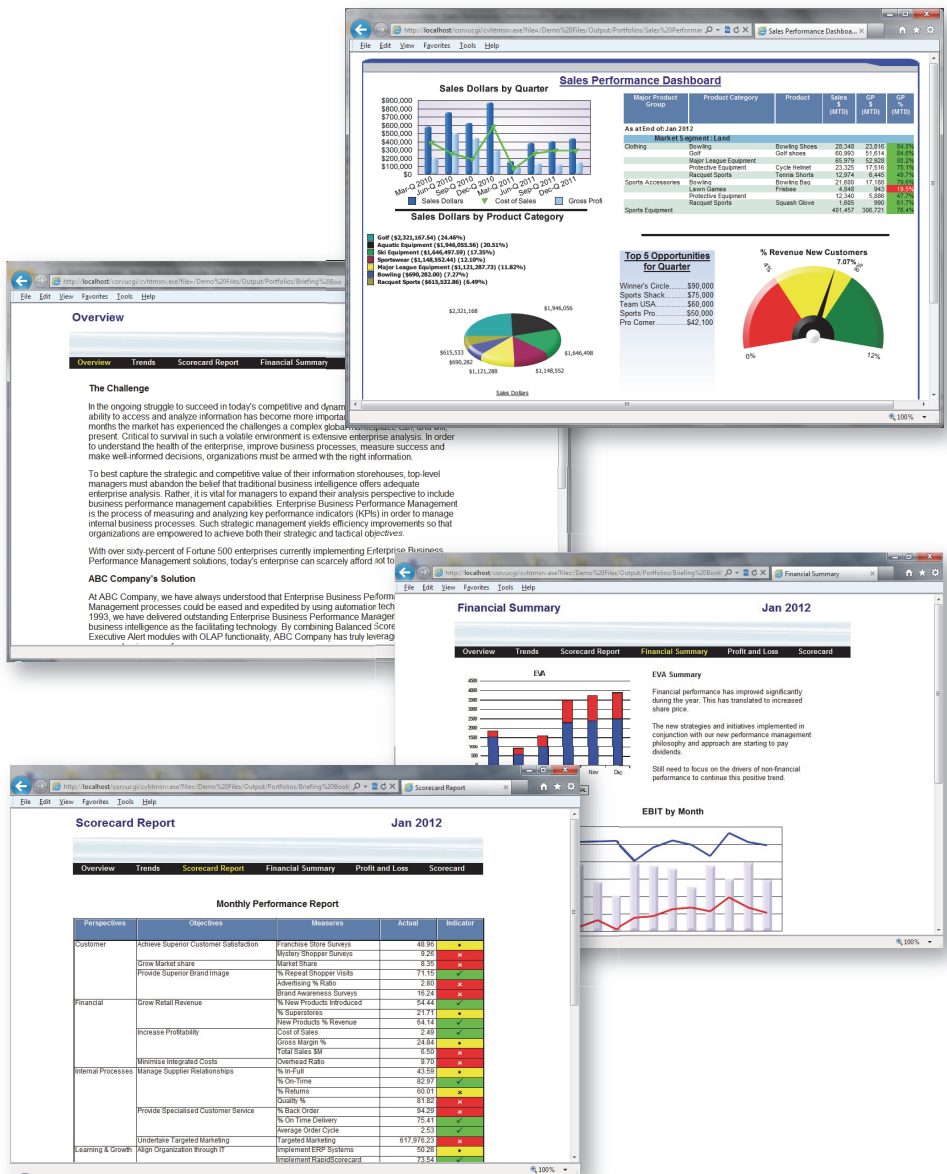 http://localhost/corvucgi/cvhtmsrv.exe?file=/Demo%20Files/Output/Portfolios/Sales%20Performar
Sales Performance Dashboa...
File Edit View Favorites Tools Help
Sales Performance Dashboard
Sales Dollars by Quarter
$800,000
$700,000
$600,000
$500,000
$400,000
$300,000
$200,000
$100,000
$0
Mar-Q 2010
Jun-Q 2010
Sep-Q 2010
Dec-Q 2010
Mar-Q 2011
Jun-Q 2011
Sep-Q 2011
Dec-Q 2011
Sales Dollars Cost of Sales Gross Profi
Major Product Group Product Category Product Sales $ (MTD) GP $ (MTD) GP % (MTD)
As at End of: Jan 2012
Market Segment: Land
Clothing Bowling Bowling Shoes 28,348 23,816 84.0%
Golf Golf shoes 60,993 51,614 84.6%
Major League Equipment 65,979 52,928 80.2%
Protective Equipment Cycle Helmet 23,325 17,516 75.1%
Racquet Sports Tennis Shorts 12,974 6,445 49.7%
Sports Accessories Bowling Bowling Bag 21,600 17,188 79.6%
Lawn Games Frisbee 4,848 943 19.5%
Protective Equipment 12,340 5,886 47.7%
Racquet Sports Squash Glove 1,605 990 61.7%
Sports Equipment 401,457 306,721 76.4%
Sales Dollars by Product Category
Golf ($2,321,167.54) (24.46%)
Aquatic Equipment ($1,946,055.56) (20.51%)
Ski Equipment ($1,646,497.59) (17.35%)
Sportswear ($1,148,552.44) (12.10%)
Major League Equipment ($1,121,287.73) (11.82%)
Bowling ($690,282.00) (7.27%)
Racquet Sports ($615,532.86) (6.49%)
$2,321,168
$1,946,056
$615,533
$690,282
$1,121,288
$1,148,552
$1,646,498
Sales Dollars
Top 5 Opportunities
for Quarter
Winner's Circle.......$90,000
Sports Shack........$75,000
Team USA..........$60,000
Sports Pro..........$50,000
Pro Corner..........$42,100
% Revenue New Customers
7.07%
4%
8%
0%
12%
100%
http://localhost/corvucgi/cvhtmsrv.exe?file=/Demo%20Files/Output/Portfolios/Briefing%20Boo
File Edit View Favorites Tools Help
Overview
Overview Trends Scorecard Report Financial Summary
The Challenge
In the ongoing struggle to succeed in today's competitive and dynam
ability to access and analyze information has become more importan
months the market has experienced the challenges a complex global marketplace can, and will,
present. Critical to survival in such a volatile environment is extensive enterprise analysis. In order
to understand the health of the enterprise, improve business processes, measure success and
make well-informed decisions, organizations must be armed with the right information.
To best capture the strategic and competitive value of their information storehouses, top-level
managers must abandon the belief that traditional business intelligence offers adequate
enterprise analysis. Rather, it is vital for managers to expand their analysis perspective to include
business performance management capabilities. Enterprise Business Performance Management
is the process of measuring and analyzing key performance indicators (KPIs) in order to manage
internal business processes. Such strategic management yields efficiency improvements so that
organizations are empowered to achieve both their strategic and tactical objectives.
With over sixty-percent of Fortune 500 enterprises currently implementing Enterprise Business
Performance Management solutions, today's enterprise can scarcely afford not to
ABC Company's Solution
At ABC Company, we have always understood that Enterprise Business Performa
Management processes could be eased and expedited by using automation tech
1993, we have delivered outstanding Enterprise Business Performance Managem
business intelligence as the facilitating technology. By combining Balanced Score
Executive Alert modules with OLAP functionality, ABC Company has truly leverage
http://localhost/corvucgi/cvhtmsrv.exe?file=/Demo%20Files/Output/Portfolios/Briefing%20Book
Financial Summary
File Edit View Favorites Tools Help
Financial Summary Jan 2012
Overview Trends Scorecard Report Financial Summary Profit and Loss Scorecard
EVA
4500
4000
3500
3000
2500
2000
1500
1000
500
0
Nov Dec
EVA Summary
Financial performance has improved significantly
during the year. This has translated to increased
share price.
The new strategies and initiatives implemented in
conjunction with our new performance management
philosophy and approach are starting to pay
dividends.
Still need to focus on the drivers of non-financial
performance to continue this positive trend.
EBIT by Month
100%
http://localhost/corvucgi/cvhtmsrv.exe?file=/Demo%20Files/Output/Portfolios/Briefing%20Book
Scorecard Report
File Edit View Favorites Tools Help
Scorecard Report Jan 2012
Overview Trends Scorecard Report Financial Summary Profit and Loss Scorecard
Monthly Performance Report
Perspectives Objectives Measures Actual Indicator
Customer Achieve Superior Customer Satisfaction Franchise Store Surveys 48.96
Mystery Shopper Surveys 9.26
Grow Market share Market Share 8.35
Provide Superior Brand Image % Repeat Shopper Visits 71.15
Advertising % Ratio 2.80
Brand Awareness Surveys 16.24
Financial Grow Retail Revenue % New Products Introduced 54.44
% Superstores 21.71
New Products % Revenue 64.14
Increase Profitability Cost of Sales 2.49
Gross Margin % 24.84
Total Sales $M 6.50
Minimise Integrated Costs Overhead Ratio 9.70
Internal Processes Manage Supplier Relationships % In-Full 43.59
% On-Time 82.97
% Returns 60.01
Quality % 81.82
Provide Specialised Customer Service % Back Order 94.29
% On Time Delivery 75.41
Average Order Cycle 2.53
Undertake Targeted Marketing Targeted Marketing 617,976.23
Learning & Growth Align Organization through IT Implement ERP Systems 50.28
Implement RapidScorecard 73.54
100%